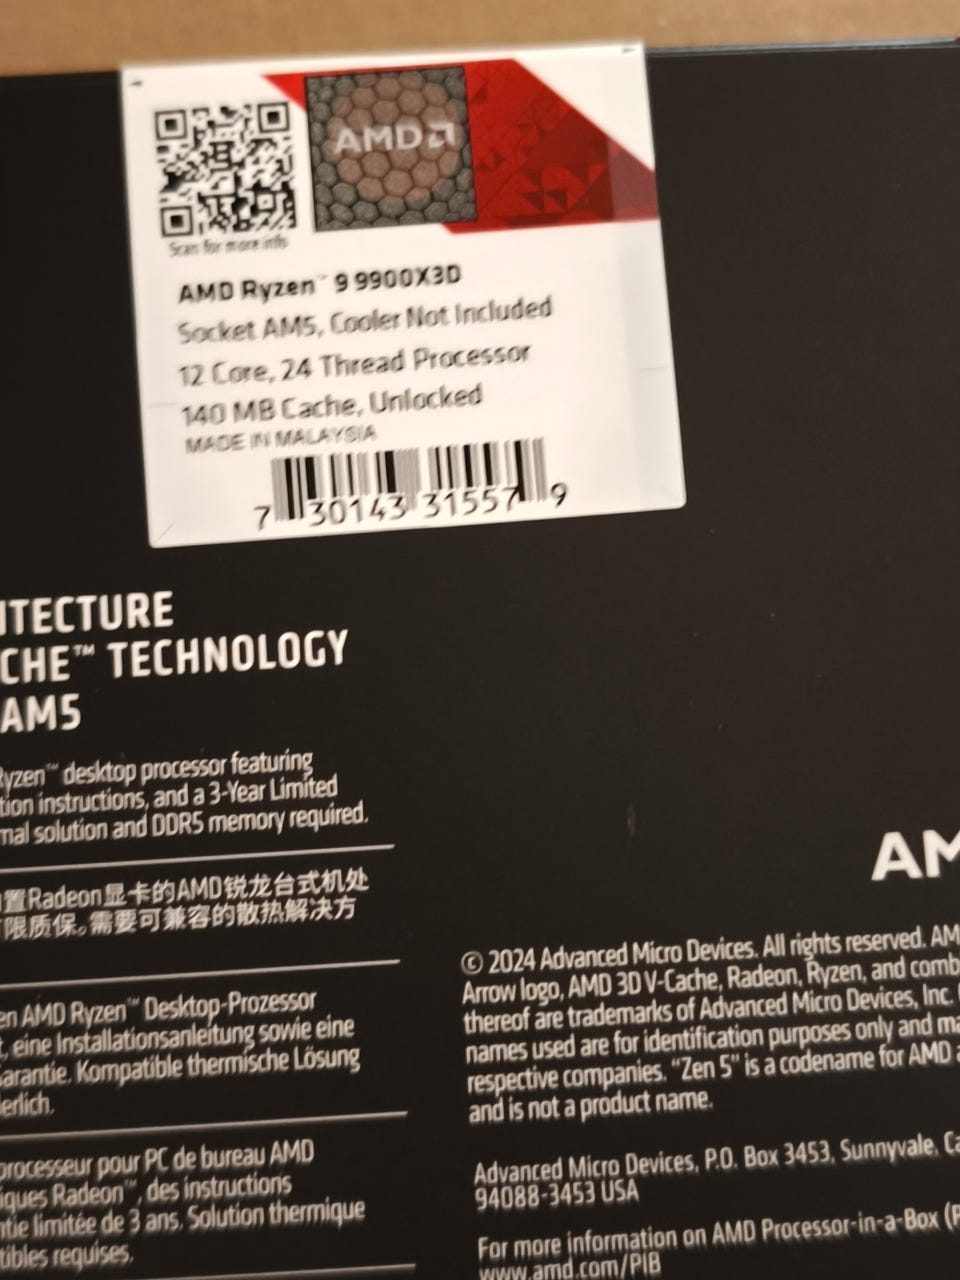 AMD
Scan for more info
AMD Ryzen™ 9 9900X3D
Socket AM5, Cooler Not Included
12 Core, 24 Thread Processor
140 MB Cache, Unlocked
MADE IN MALAYSIA
7 30143 31557 9
ITECTURE
CHE™ TECHNOLOGY
AM5
Ryzen™ desktop processor featuring
tion instructions, and a 3-Year Limited
mal solution and DDR5 memory required.
置Radeon显卡的AMD锐龙台式机处
限质保。需要可兼容的散热解决方
en AMD Ryzen™ Desktop-Prozessor
t, eine Installationsanleitung sowie eine
Garantie. Kompatible thermische Lösung
erlich.
processeur pour PC de bureau AMD
iques Radeon™, des instructions
ntie limitée de 3 ans. Solution thermique
tibles requises.
AM
© 2024 Advanced Micro Devices. All rights reserved. AM
Arrow logo, AMD 3D V-Cache, Radeon, Ryzen, and comb
thereof are trademarks of Advanced Micro Devices, Inc.
names used are for identification purposes only and ma
respective companies. “Zen 5” is a codename for AMD a
and is not a product name.
Advanced Micro Devices, P.O. Box 3453, Sunnyvale, Ca
94088-3453 USA
For more information on AMD Processor-in-a-Box (P
www.amd.com/PIB